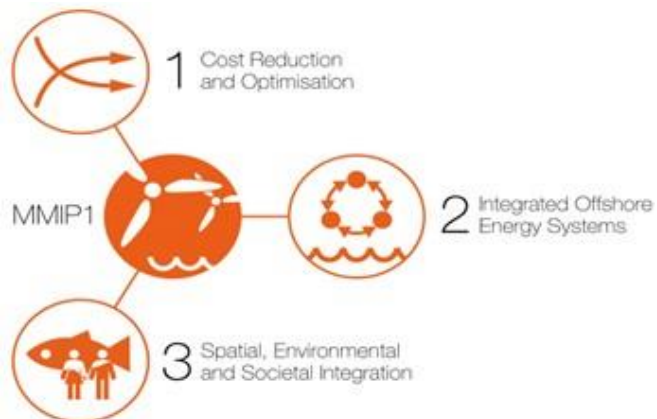 1 Cost Reduction
and Optimisation
MMIP1
2 Integrated Offshore
Energy Systems
3 Spatial, Environmental
and Societal Integration